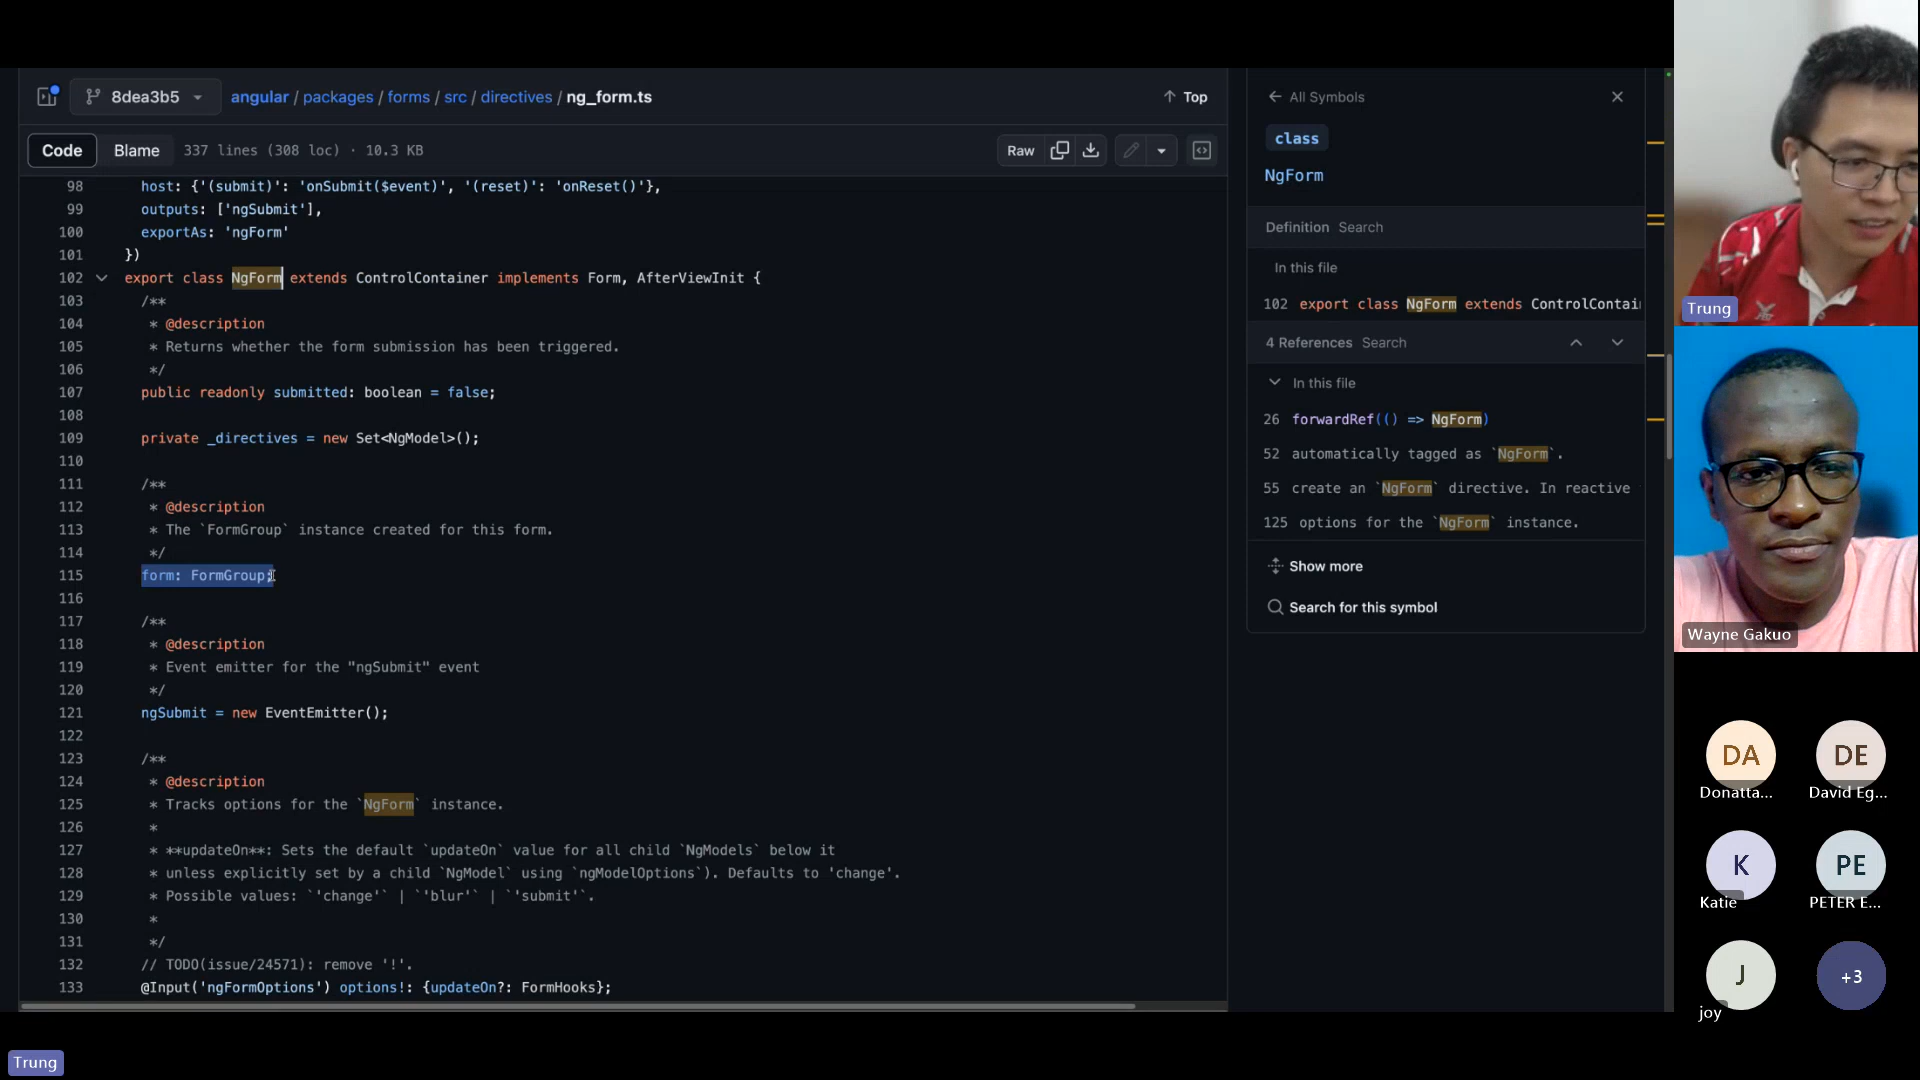 8dea3b5
angular / packages / forms / src / directives / ng_form.ts
Top
Code
Blame
337 lines (308 loc) · 10.3 KB
Raw
98 host: {'(submit)': 'onSubmit($event)', '(reset)': 'onReset()'},
99 outputs: ['ngSubmit'],
100 exportAs: 'ngForm'
101 })
102 export class NgForm extends ControlContainer implements Form, AfterViewInit {
103 /**
104 * @description
105 * Returns whether the form submission has been triggered.
106 */
107 public readonly submitted: boolean = false;
108
109 private _directives = new Set<NgModel>();
110
111 /**
112 * @description
113 * The `FormGroup` instance created for this form.
114 */
115 form: FormGroup;
116
117 /**
118 * @description
119 * Event emitter for the "ngSubmit" event
120 */
121 ngSubmit = new EventEmitter();
122
123 /**
124 * @description
125 * Tracks options for the `NgForm` instance.
126 *
127 * **updateOn**: Sets the default `updateOn` value for all child `NgModels` below it
128 * unless explicitly set by a child `NgModel` using `ngModelOptions`). Defaults to 'change'.
129 * Possible values: `'change'` | `'blur'` | `'submit'`.
130 *
131 */
132 // TODO(issue/24571): remove '!'.
133 @Input('ngFormOptions') options!: {updateOn?: FormHooks};
All Symbols
class
NgForm
Definition Search
In this file
102 export class NgForm extends ControlContai
4 References Search
In this file
26 forwardRef(() => NgForm)
52 automatically tagged as `NgForm`.
55 create an `NgForm` directive. In reactive
125 options for the `NgForm` instance.
Show more
Search for this symbol
Trung
Wayne Gakuo
DA
Donatta...
DE
David Eg...
K
Katie
PE
PETER E...
J
joy
+3
Trung